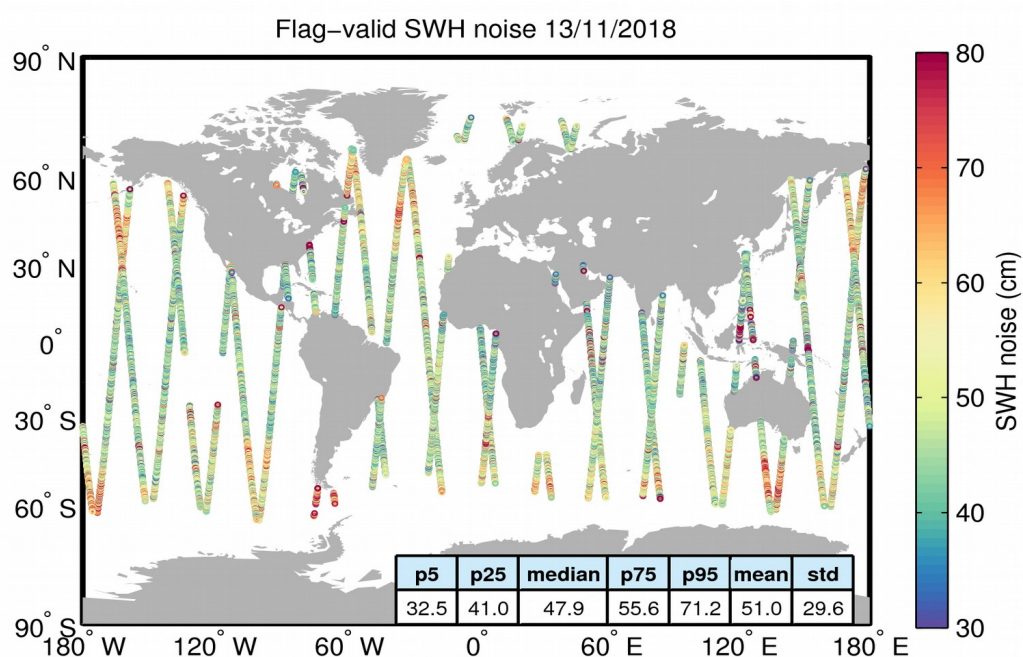 Flag−valid SWH noise 13/11/2018
90° N
60° N
30° N
0°
30° S
60° S
90° S
180° W
120° W
60° W
0°
60° E
120° E
180° E
p5 p25 median p75 p95 mean std
32.5 41.0 47.9 55.6 71.2 51.0 29.6
80
70
60
50
40
30
SWH noise (cm)